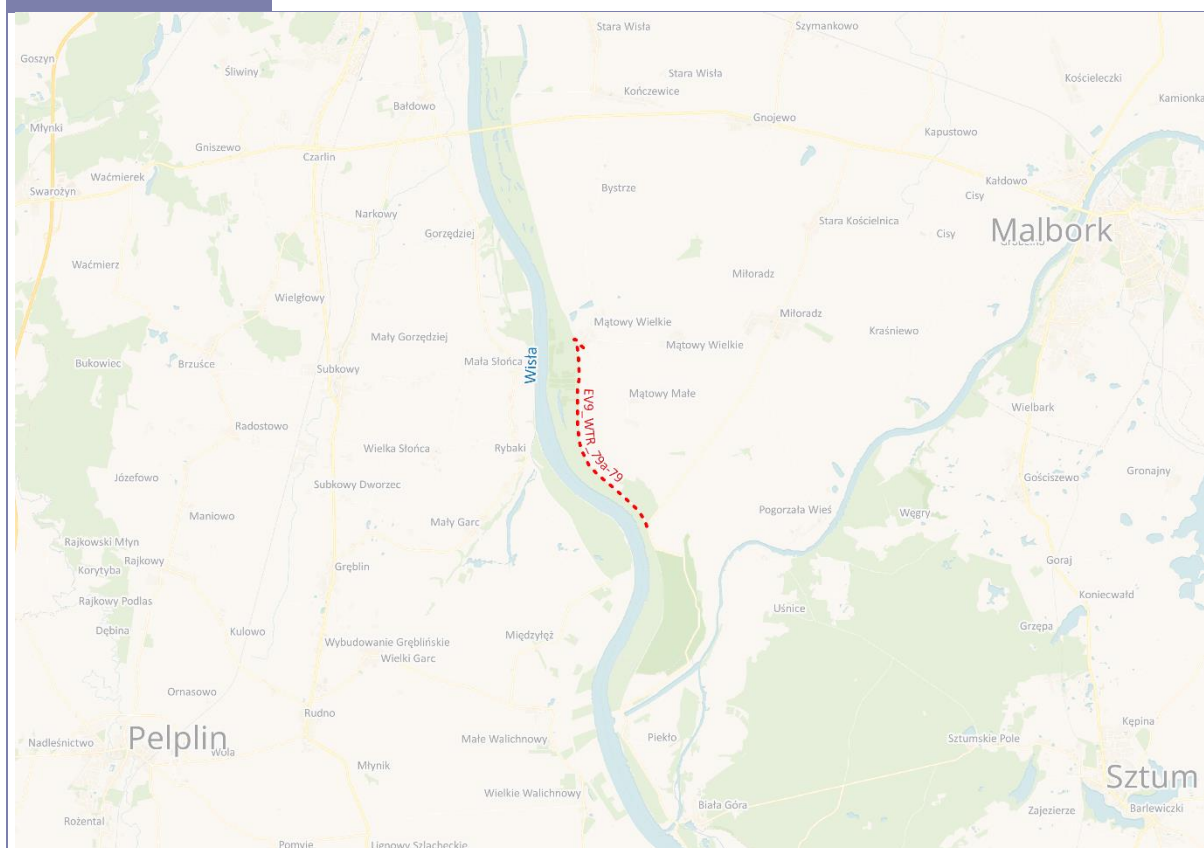 Stara Wisła
Szymankowo
Goszyn
Śliwiny
Stara Wisła
Kościeleczki
Kończewice
Bałdowo
Kamionka
Gnojewo
Młynki
Kapustowo
Gniszewo
Czarlin
Waćmierek
Kałdowo
Swarożyn
Bystrze
Cisy
Narkowy
Stara Kościelnica
Malbork
Gorzędziej
Cisy
Waćmierz
Miłoradz
Wielgłowy
Miłoradz
Mątowy Wielkie
Kraśniewo
Mały Gorzędziej
Mątowy Wielkie
Bukowiec
Brzuśce
Mała Słońca
Wisła
Subkowy
Mątowy Małe
EV9_WTR_79a-79
Wielbark
Radostowo
Wielka Słońca
Rybaki
Gronajny
Józefowo
Subkowy Dworzec
Gościszewo
Maniowo
Mały Garc
Pogorzała Wieś
Węgry
Rajkowski Młyn
Rajkowy
Goraj
Korytyba
Gręblin
Koniecwałd
Rajkowy Podlas
Uśnice
Grzępa
Dębina
Kulowo
Międzyłęż
Wybudowanie Gręblińskie
Wielki Garc
Ornasowo
Rudno
Kępina
Pelplin
Nadleśnictwo
Wola
Małe Walichnowy
Piekło
Sztumskie Pole
Młynik
Sztum
Wielkie Walichnowy
Biała Góra
Zajezierze
Barlewiczki
Rożental
Pomyje
Lignowy Szlacheckie